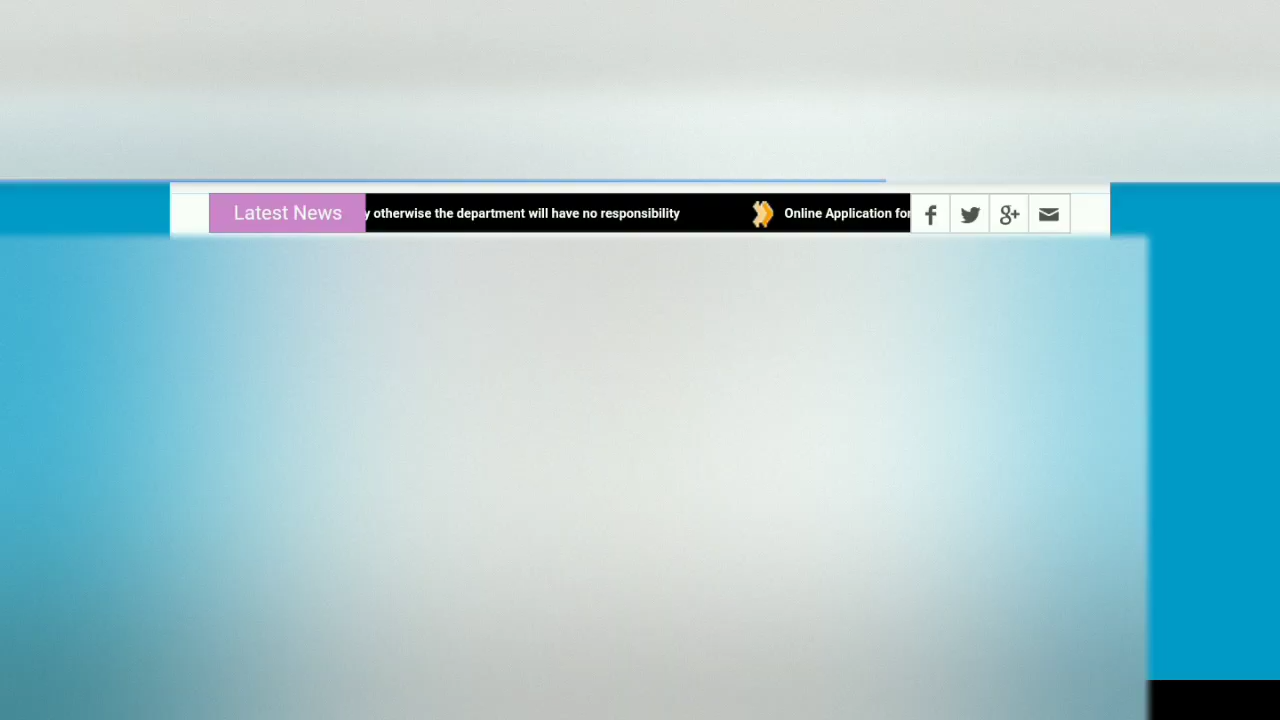 Latest News
otherwise the department will have no responsibility
Online Application for